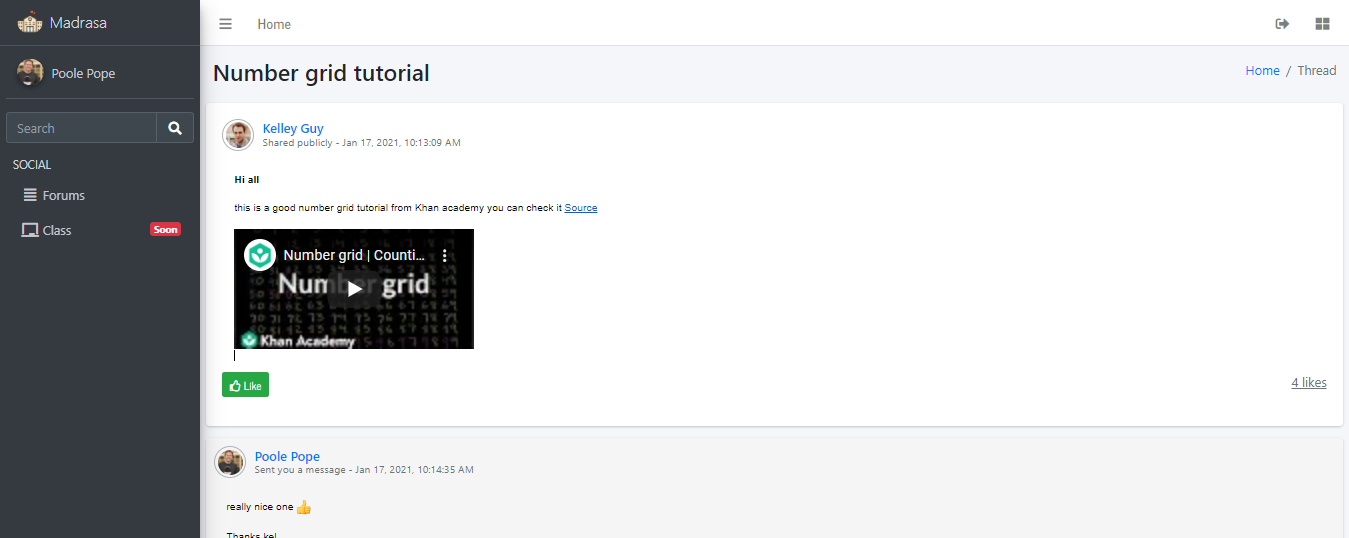 Madrasa
Home
Poole Pope
Number grid tutorial
Home / Thread
Search
SOCIAL
Forums
Class
Soon
Kelley Guy
Shared publicly - Jan 17, 2021, 10:13:09 AM
Hi all
this is a good number grid tutorial from Khan academy you can check it Source
Number grid | Counti...
Number grid
Khan Academy
Like
4 likes
Poole Pope
Sent you a message - Jan 17, 2021, 10:14:35 AM
really nice one 👍
Thanks kel